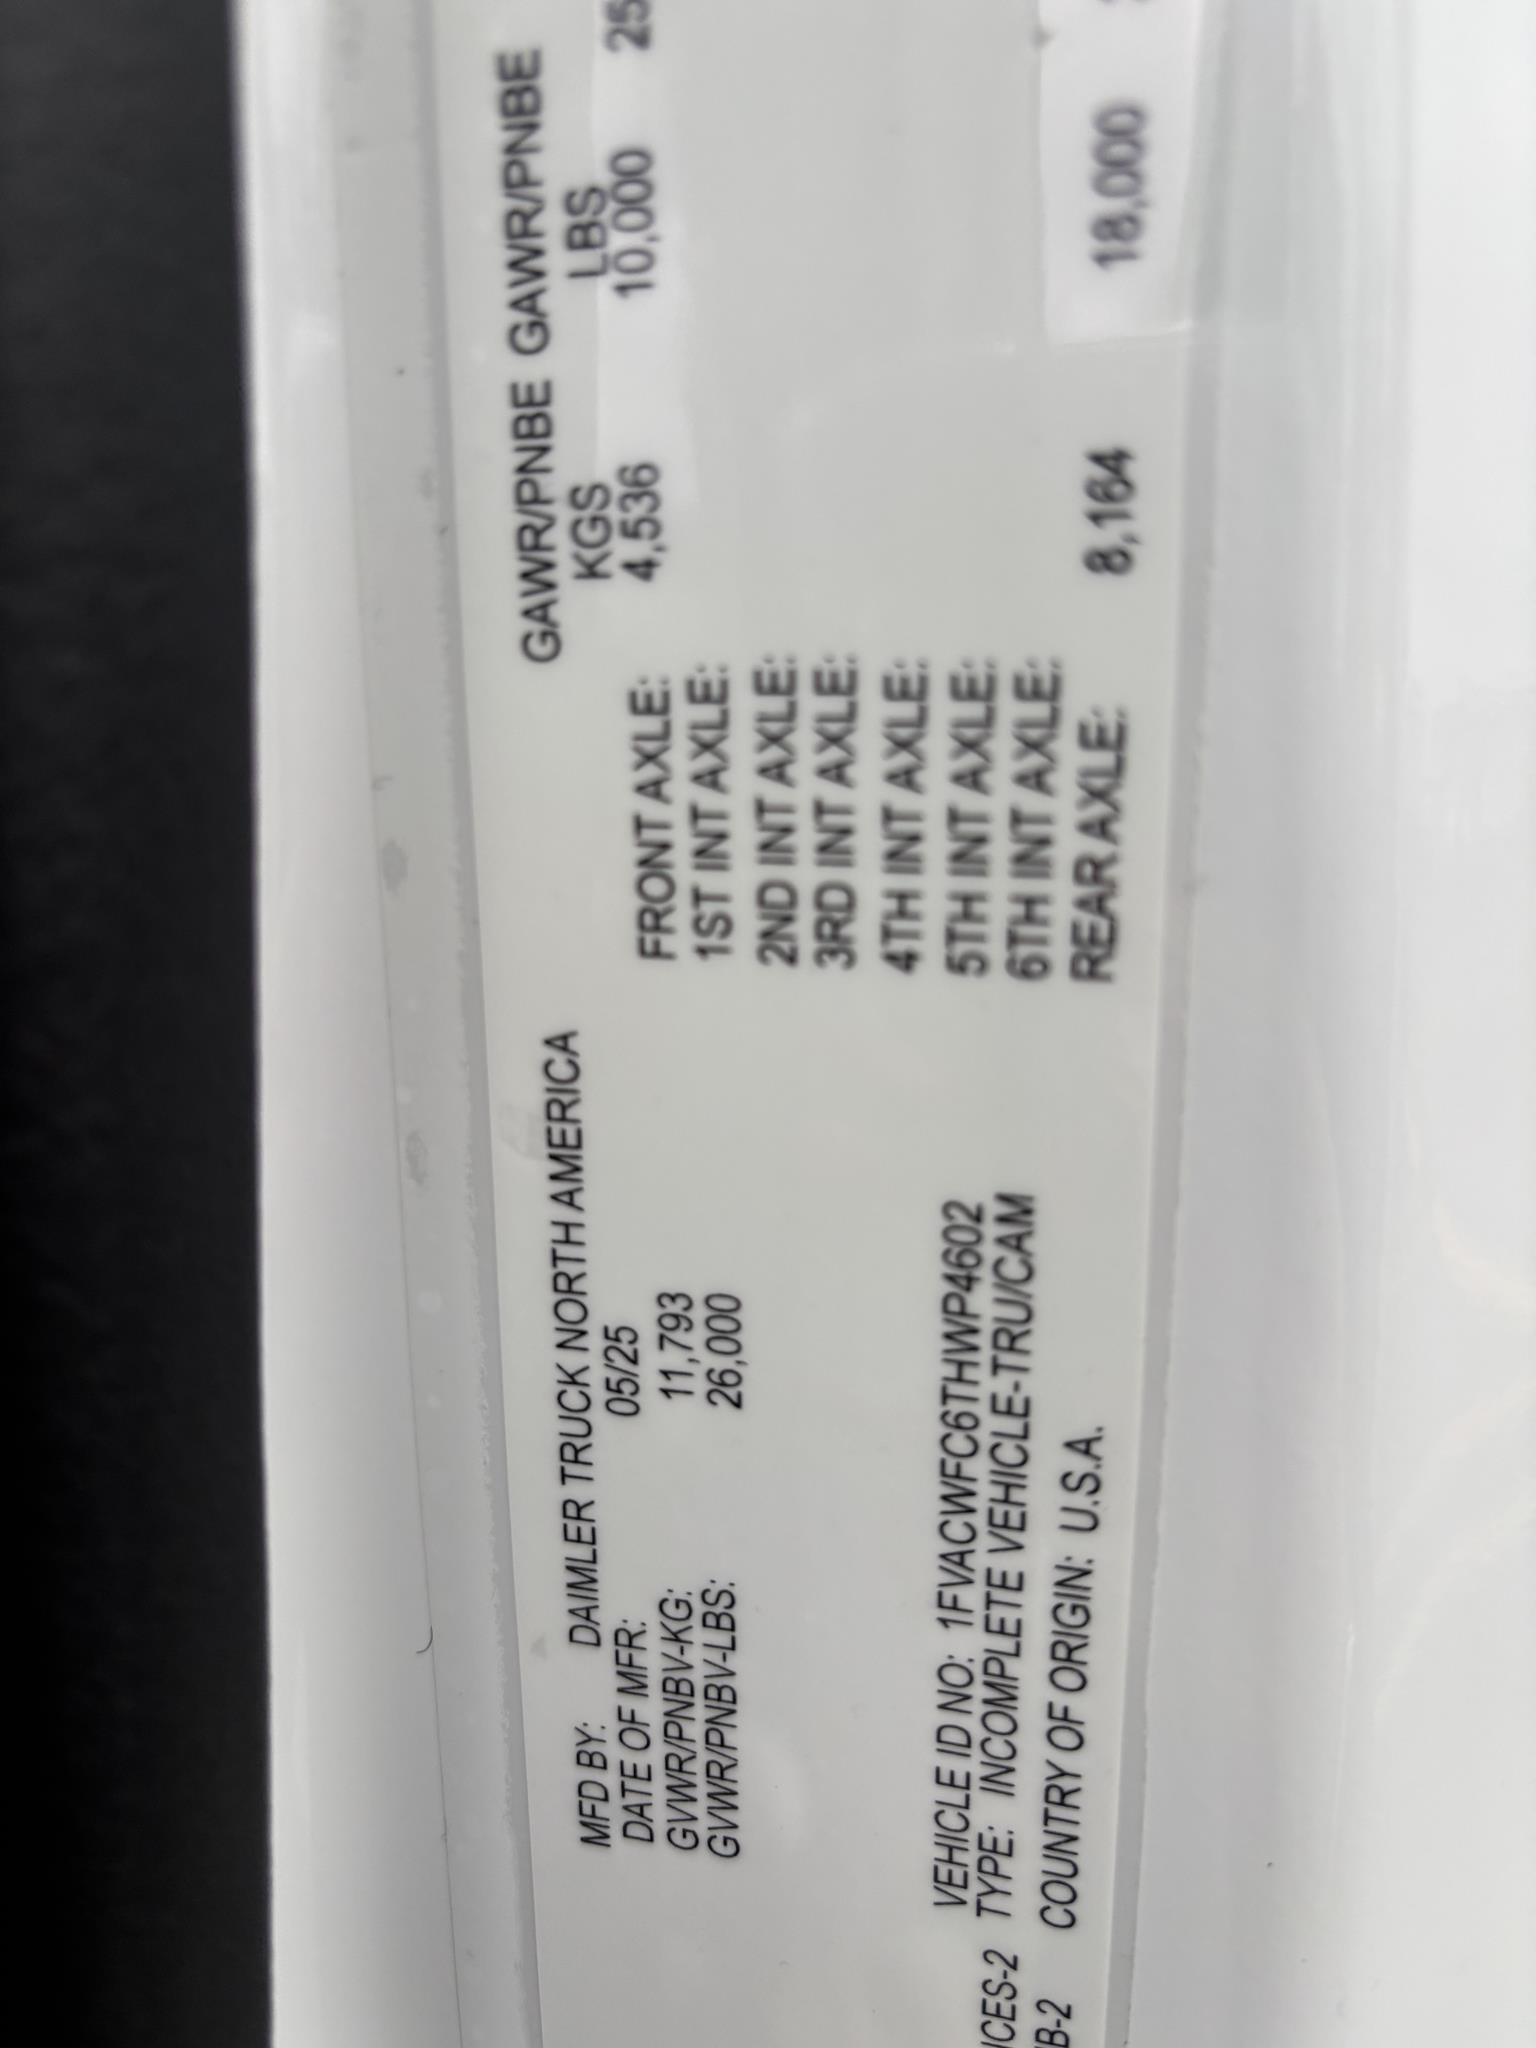 MFD BY: DAIMLER TRUCK NORTH AMERICA
DATE OF MFR: 05/25
GVWR/PNBV-KG: 11,793
GVWR/PNBV-LBS: 26,000
VEHICLE ID NO: 1FVACWFC6THWP4602
ICES-2 TYPE: INCOMPLETE VEHICLE-TRU/CAM
B-2 COUNTRY OF ORIGIN: U.S.A.
GAWR/PNBE GAWR/PNBE
KGS LBS
FRONT AXLE: 4,536 10,000 25
1ST INT AXLE:
2ND INT AXLE:
3RD INT AXLE:
4TH INT AXLE:
5TH INT AXLE:
6TH INT AXLE:
REAR AXLE: 8,164 18,000